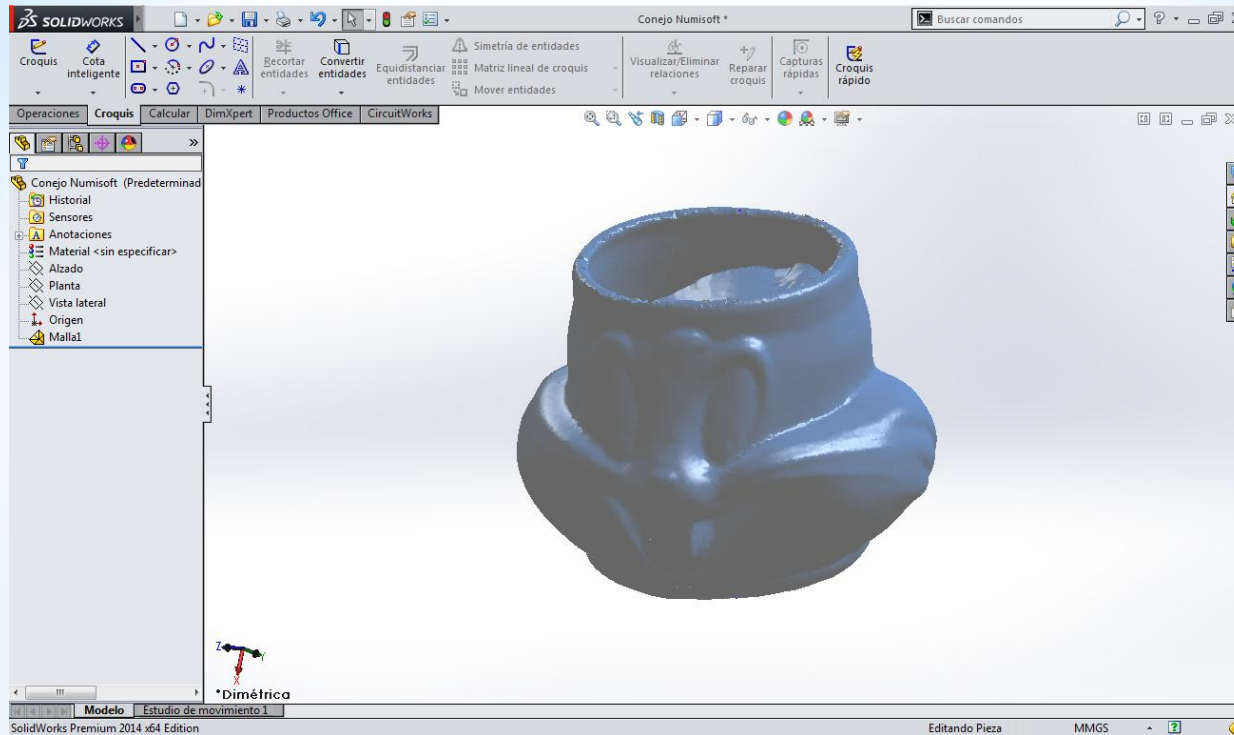 SOLIDWORKS
Conejo Numisoft *
Buscar comandos
Croquis
Cota inteligente
Recortar entidades
Convertir entidades
Equidistanciar entidades
Simetría de entidades
Matriz lineal de croquis
Mover entidades
Visualizar/Eliminar relaciones
Reparar croquis
Capturas rápidas
Croquis rápido
Operaciones Croquis Calcular DimXpert Productos Office CircuitWorks
Conejo Numisoft (Predeterminad
Historial
Sensores
Anotaciones
Material <sin especificar>
Alzado
Planta
Vista lateral
Origen
Malla1
Z
Y
X
*Dimétrica
Modelo Estudio de movimiento 1
SolidWorks Premium 2014 x64 Edition Editando Pieza MMGS